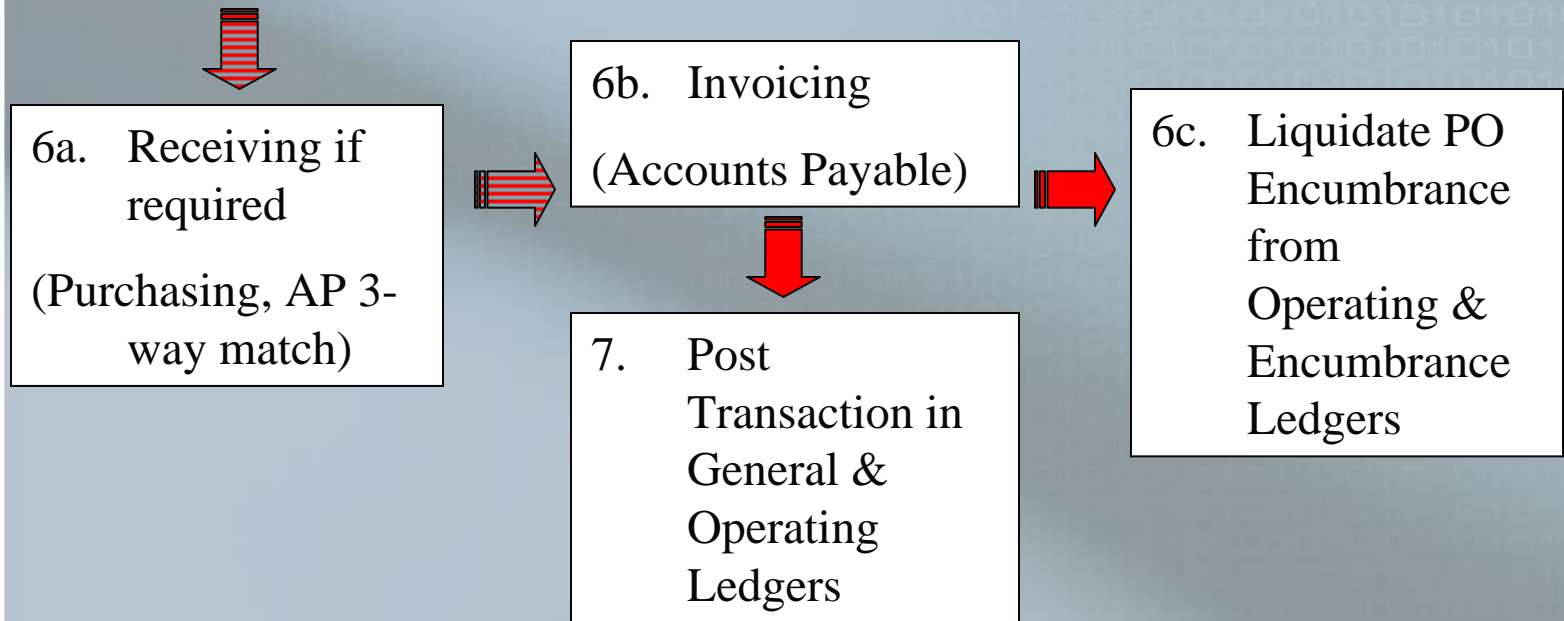 6a. Receiving if
required
(Purchasing, AP 3-
way match)
6b. Invoicing
(Accounts Payable)
6c. Liquidate PO
Encumbrance
from
Operating &
Encumbrance
Ledgers
7. Post
Transaction in
General &
Operating
Ledgers